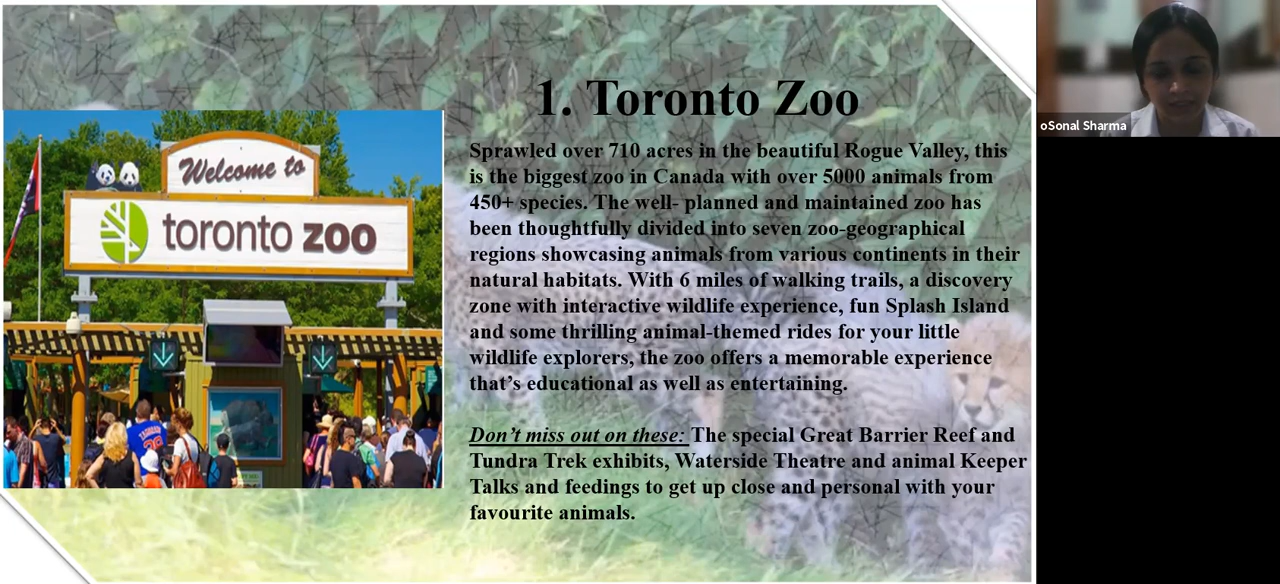 1. Toronto Zoo
Sprawled over 710 acres in the beautiful Rogue Valley, this
is the biggest zoo in Canada with over 5000 animals from
450+ species. The well- planned and maintained zoo has
been thoughtfully divided into seven zoo-geographical
regions showcasing animals from various continents in their
natural habitats. With 6 miles of walking trails, a discovery
zone with interactive wildlife experience, fun Splash Island
and some thrilling animal-themed rides for your little
wildlife explorers, the zoo offers a memorable experience
that's educational as well as entertaining.
Don't miss out on these: The special Great Barrier Reef and
Tundra Trek exhibits, Waterside Theatre and animal Keeper
Talks and feedings to get up close and personal with your
favourite animals.
Welcome to
toronto zoo
oSonal Sharma